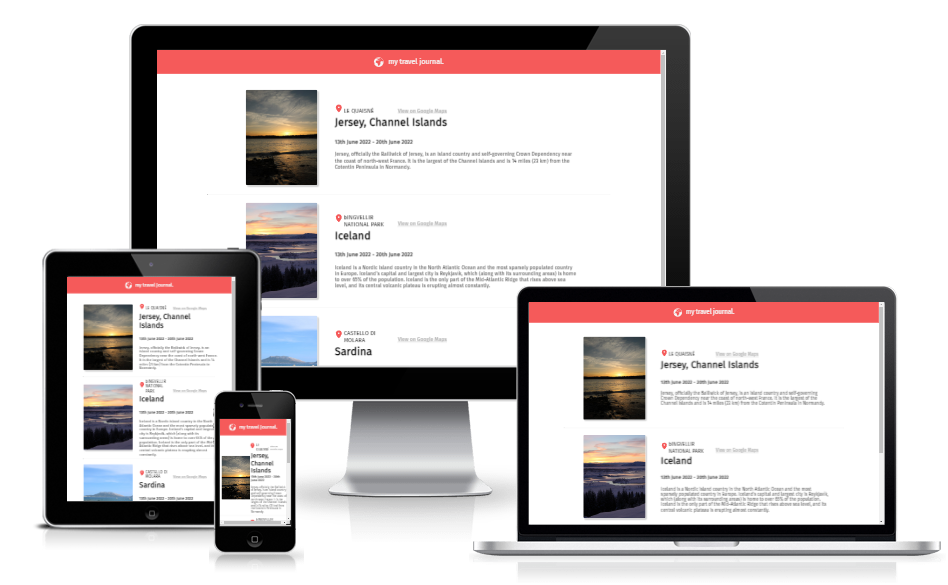 my travel journal.
LE OUAISNÉ View on Google Maps
Jersey, Channel Islands
13th June 2022 - 20th June 2022
Jersey, officially the Bailiwick of Jersey, is an island country and self-governing Crown Dependency near
the coast of north-west France. It is the largest of the Channel Islands and is 14 miles (23 km) from the
Cotentin Peninsula in Normandy.
ÞINGVELLIR
NATIONAL PARK View on Google Maps
Iceland
13th June 2022 - 20th June 2022
Iceland is a Nordic island country in the North Atlantic Ocean and the most sparsely populated country
in Europe. Iceland's capital and largest city is Reykjavik, which (along with its surrounding areas) is home
to over 65% of the population. Iceland is the only part of the Mid-Atlantic Ridge that rises above sea
level, and its central volcanic plateau is erupting almost constantly.
CASTELLO DI
MOLARA View on Google Maps
Sardina
my travel journal.
LE OUAISNÉ View on Google Maps
Jersey, Channel
Islands
13th June 2022 - 20th June 2022
ÞINGVELLIR
NATIONAL
PARK View on Google Maps
Iceland
13th June 2022 - 20th June 2022
CASTELLO DI
MOLARA View on Google Maps
Sardina
13th June 2022 - 20th June 2022
my travel journal.
Jersey,
Channel
Islands
my travel journal.
LE OUAISNÉ View on Google Maps
Jersey, Channel Islands
13th June 2022 - 20th June 2022
Jersey, officially the Bailiwick of Jersey, is an island country and self-governing
Crown Dependency near the coast of north-west France. It is the largest of the
Channel Islands and is 14 miles (23 km) from the Cotentin Peninsula in Normandy.
ÞINGVELLIR
NATIONAL PARK View on Google Maps
Iceland
13th June 2022 - 20th June 2022
Iceland is a Nordic island country in the North Atlantic Ocean and the most
sparsely populated country in Europe. Iceland's capital and largest city is Reykjavik,
which (along with its surrounding areas) is home to over 65% of the population.
Iceland is the only part of the Mid-Atlantic Ridge that rises above sea level, and its
central volcanic plateau is erupting almost constantly.